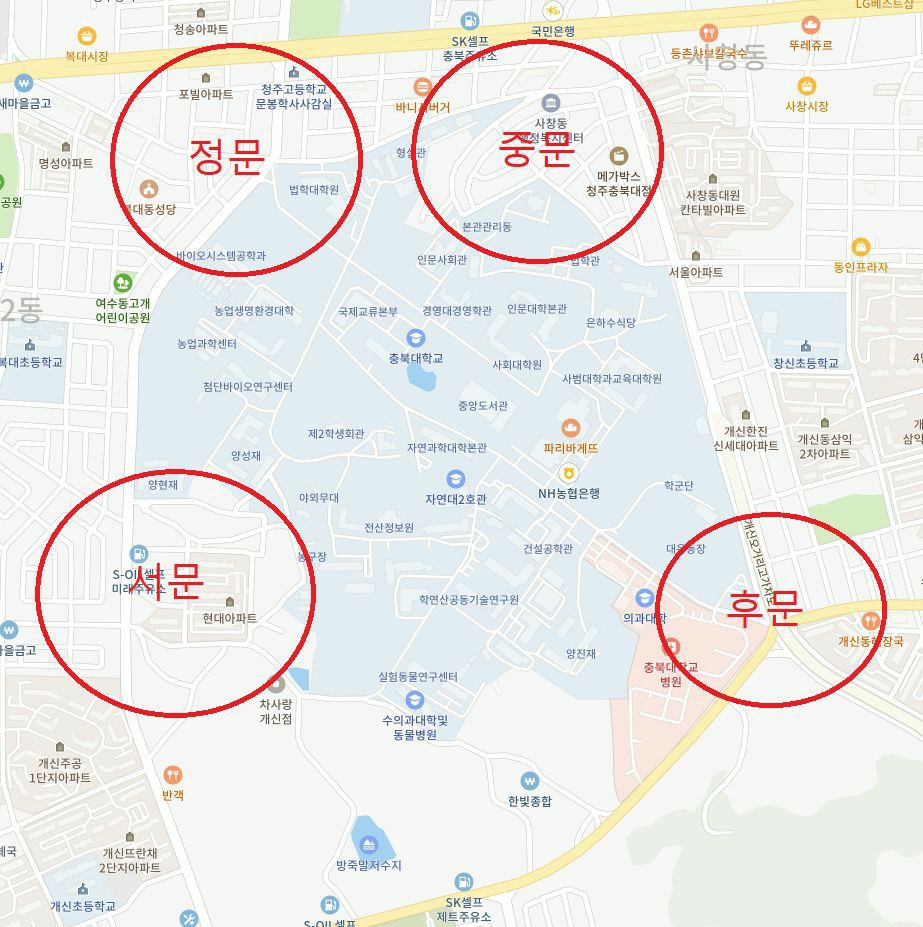 청송아파트
국민은행
LG베스트샵
복대시장
SK셀프
충북주유소
등촌샤브칼국수
뚜레쥬르
사창동
새마을금고
포빌아파트
청주고등학교
문봉학사사감실
바니
버거
사창동
행정복지센터
사창시장
정문
중문
명성아파트
형설관
메가박스
청주충북대점
공원
복대동성당
법학대학원
사창동대원
칸타빌아파트
본관관리동
바이오시스템공학과
인문사회관
법학관
서울아파트
동인프라자
여수동고개
어린이공원
2동
농업생명환경대학
국제교류본부
경영대경영학관
인문대학본관
은하수식당
농업과학센터
복대초등학교
충북대학교
사회대학원
창신초등학교
첨단바이오연구센터
사범대학과교육대학원
중앙도서관
제2학생회관
자연과학대학본관
파리바게뜨
개신한진
신세대아파트
개신동삼익
2차아파트
양성재
양현재
야외무대
자연대2호관
NH농협은행
학군단
전산정보원
건설공학관
대운동장
개신오거리고가차도
농구장
S-OIL셀프
미래주유소
서문
후문
현대아파트
학연산공동기술연구원
의과대학
마을금고
개신동해장국
양진재
충북대학교
병원
실험동물연구센터
차사랑
개신점
수의과대학및
동물병원
개신주공
1단지아파트
반객
한빛종합
개신뜨란채
2단지아파트
방죽말저수지
개신초등학교
SK셀프
제트주유소
S-OIL셀프